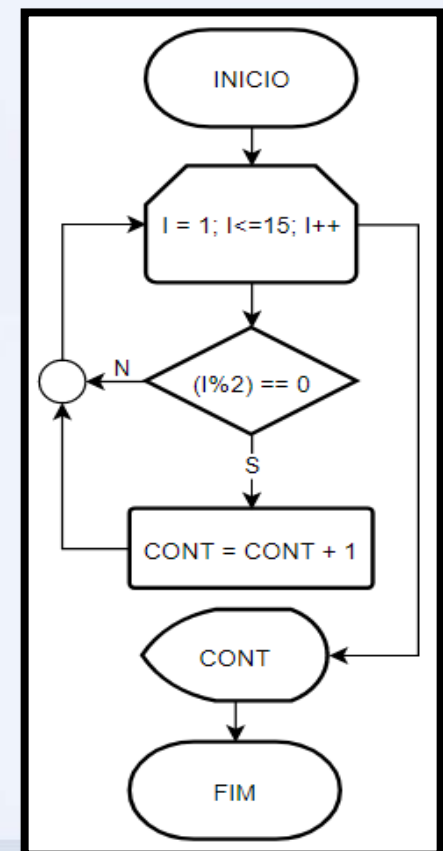 INICIO
I = 1; I<=15; I++
N
(I%2) == 0
S
CONT = CONT + 1
CONT
FIM